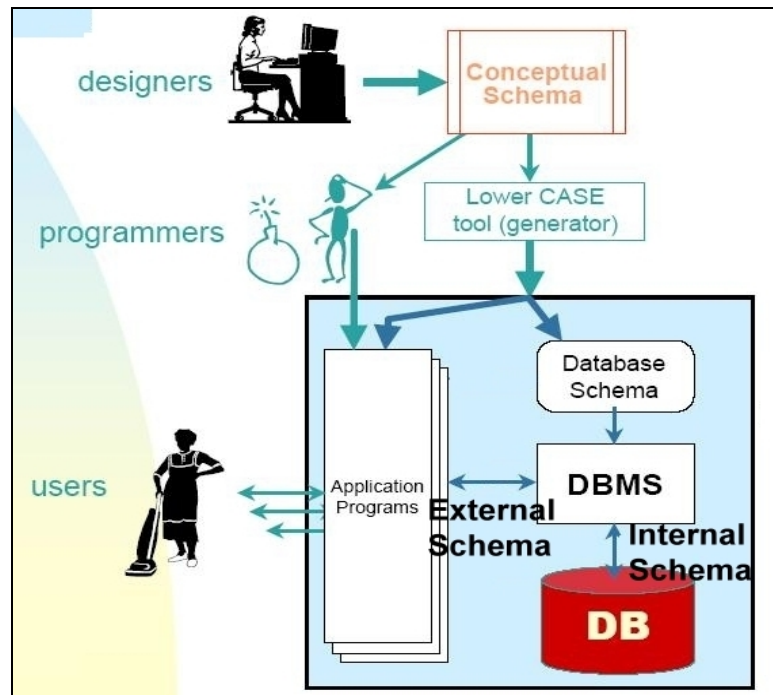 designers
Conceptual
Schema
Lower CASE
tool (generator)
programmers
Database
Schema
users
Application
Programs
External
Schema
DBMS
Internal
Schema
DB